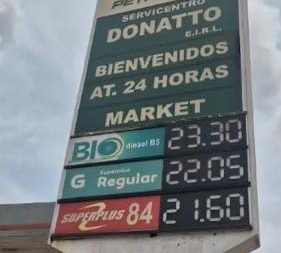 SERVICENTRO
DONATTO
E.I.R.L.
BIENVENIDOS
AT. 24 HORAS
MARKET
BIO diesel B5 23.30
G Superplus Regular 22.05
SUPERPLUS 84 21.60